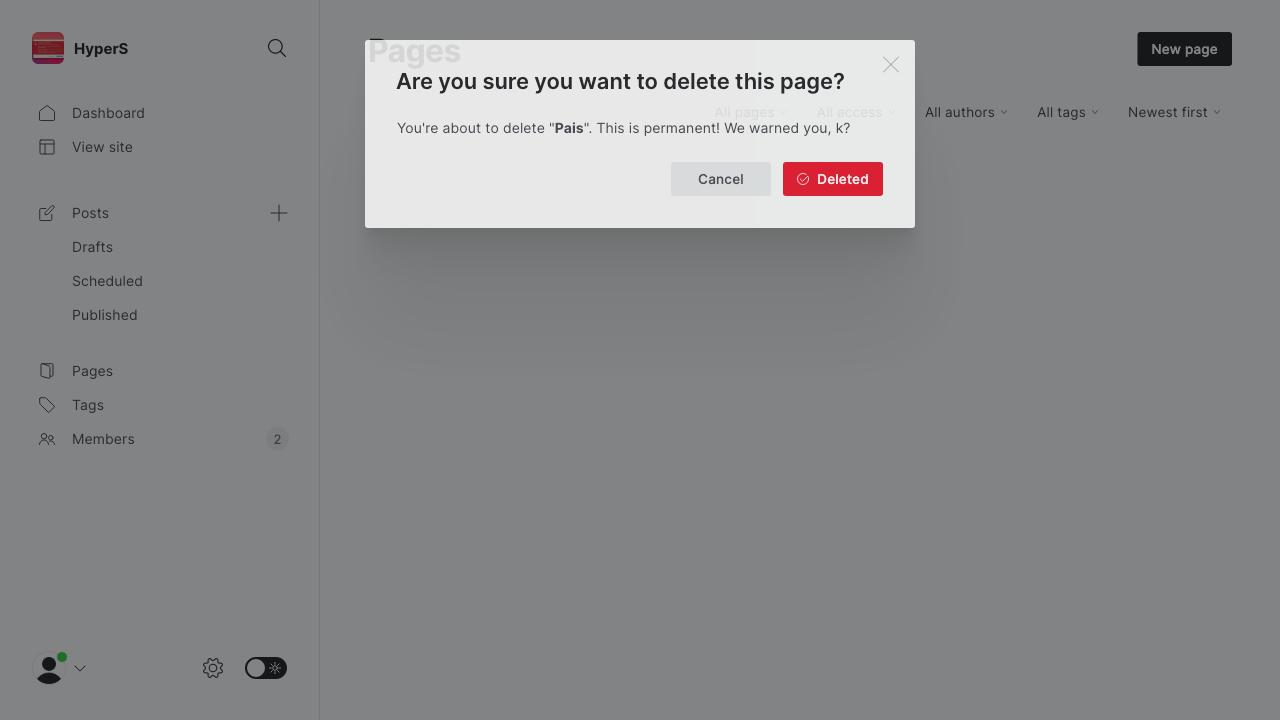 HyperS
Dashboard
View site
Posts
Drafts
Scheduled
Published
Pages
Tags
Members
2
Pages
New page
All pages
All access
All authors
All tags
Newest first
Are you sure you want to delete this page?
You're about to delete "Pais". This is permanent! We warned you, k?
Cancel
Deleted